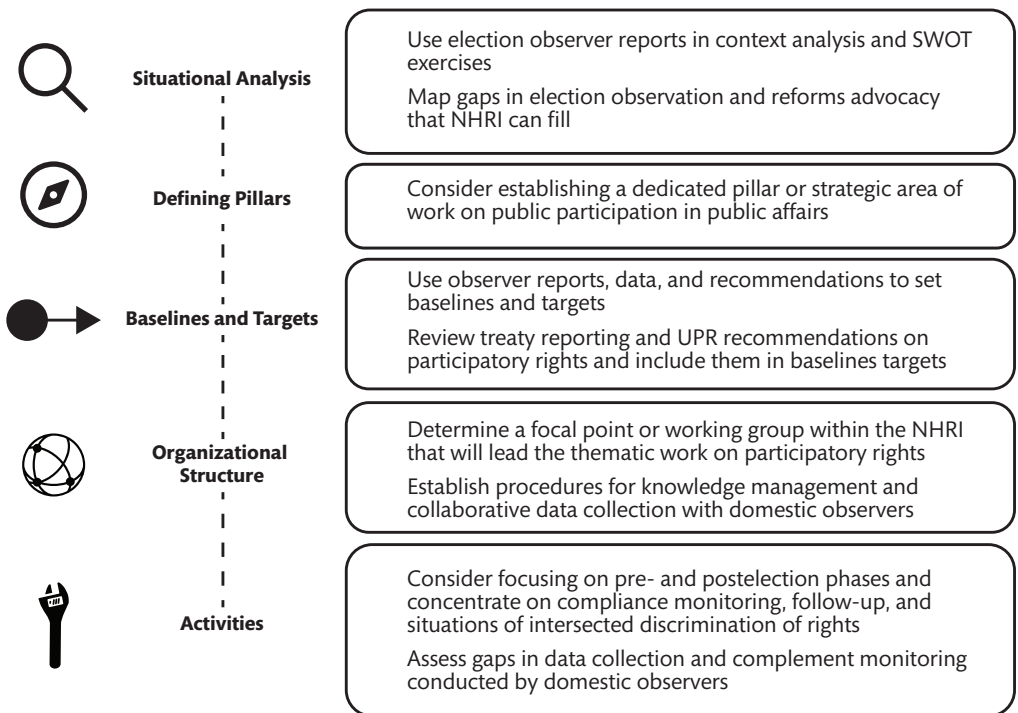 Situational Analysis
Use election observer reports in context analysis and SWOT
exercises
Map gaps in election observation and reforms advocacy
that NHRI can fill
Defining Pillars
Consider establishing a dedicated pillar or strategic area of
work on public participation in public affairs
Baselines and Targets
Use observer reports, data, and recommendations to set
baselines and targets
Review treaty reporting and UPR recommendations on
participatory rights and include them in baselines targets
Organizational
Structure
Determine a focal point or working group within the NHRI
that will lead the thematic work on participatory rights
Establish procedures for knowledge management and
collaborative data collection with domestic observers
Activities
Consider focusing on pre- and postelection phases and
concentrate on compliance monitoring, follow-up, and
situations of intersected discrimination of rights
Assess gaps in data collection and complement monitoring
conducted by domestic observers